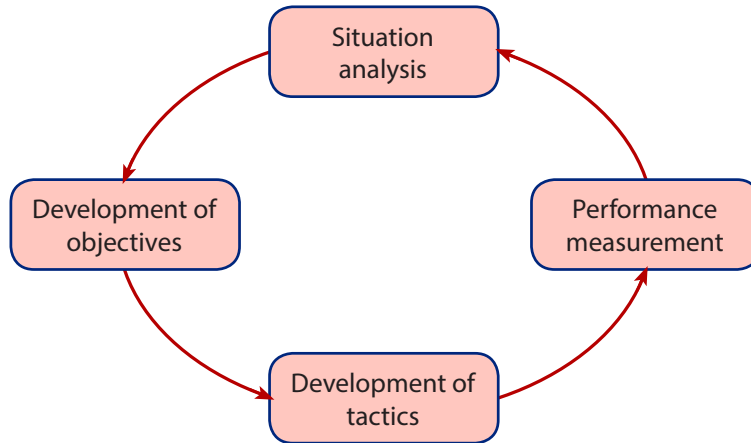 Situation
analysis
Development of
objectives
Performance
measurement
Development of
tactics